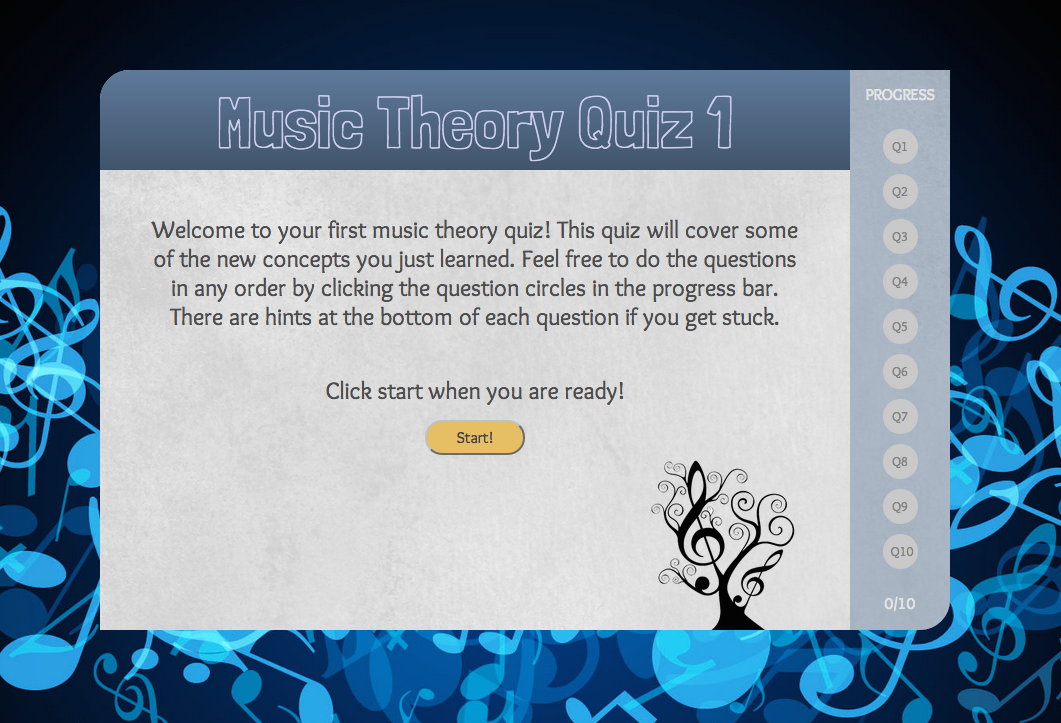 Music Theory Quiz 1
PROGRESS
Q1
Q2
Q3
Q4
Q5
Q6
Q7
Q8
Q9
Q10
0/10
Welcome to your first music theory quiz! This quiz will cover some
of the new concepts you just learned. Feel free to do the questions
in any order by clicking the question circles in the progress bar.
There are hints at the bottom of each question if you get stuck.
Click start when you are ready!
Start!